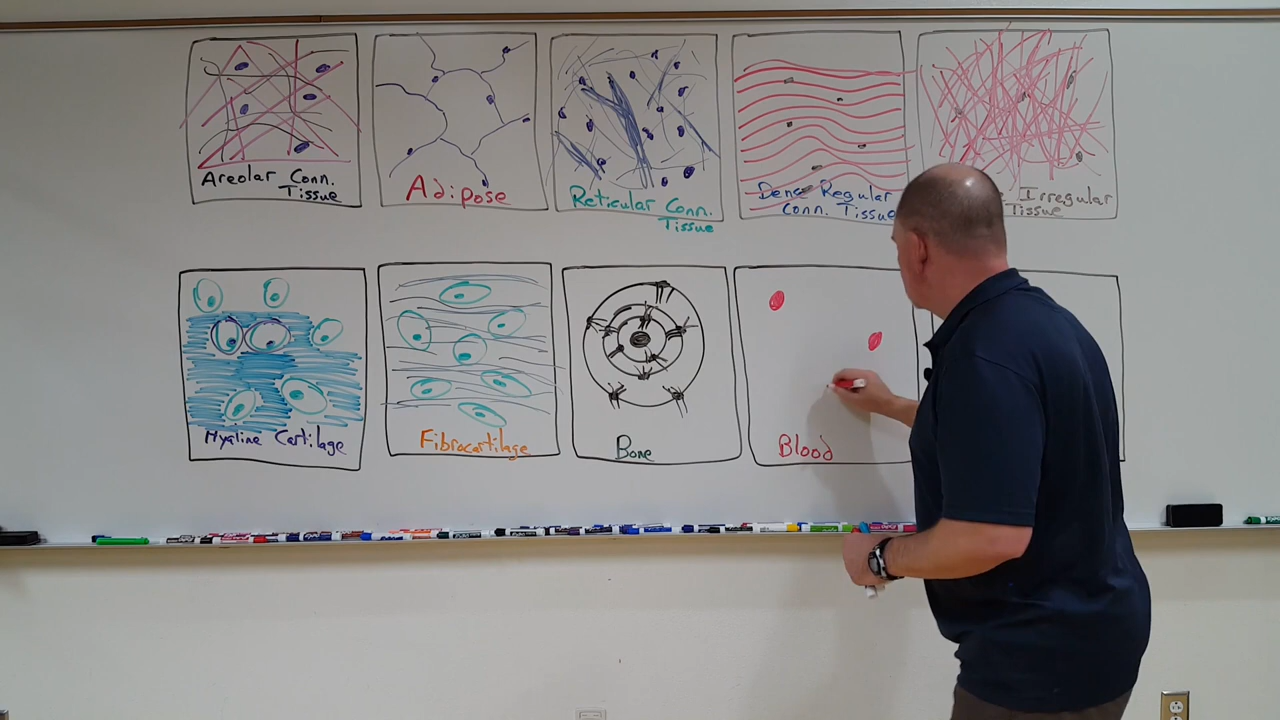 Areolar Conn.
Tissue
Adipose
Reticular Conn.
Tissue
Dense Regular
Conn. Tissue
Irregular
Tissue
Hyaline Cartilage
Fibrocartilage
Bone
Blood